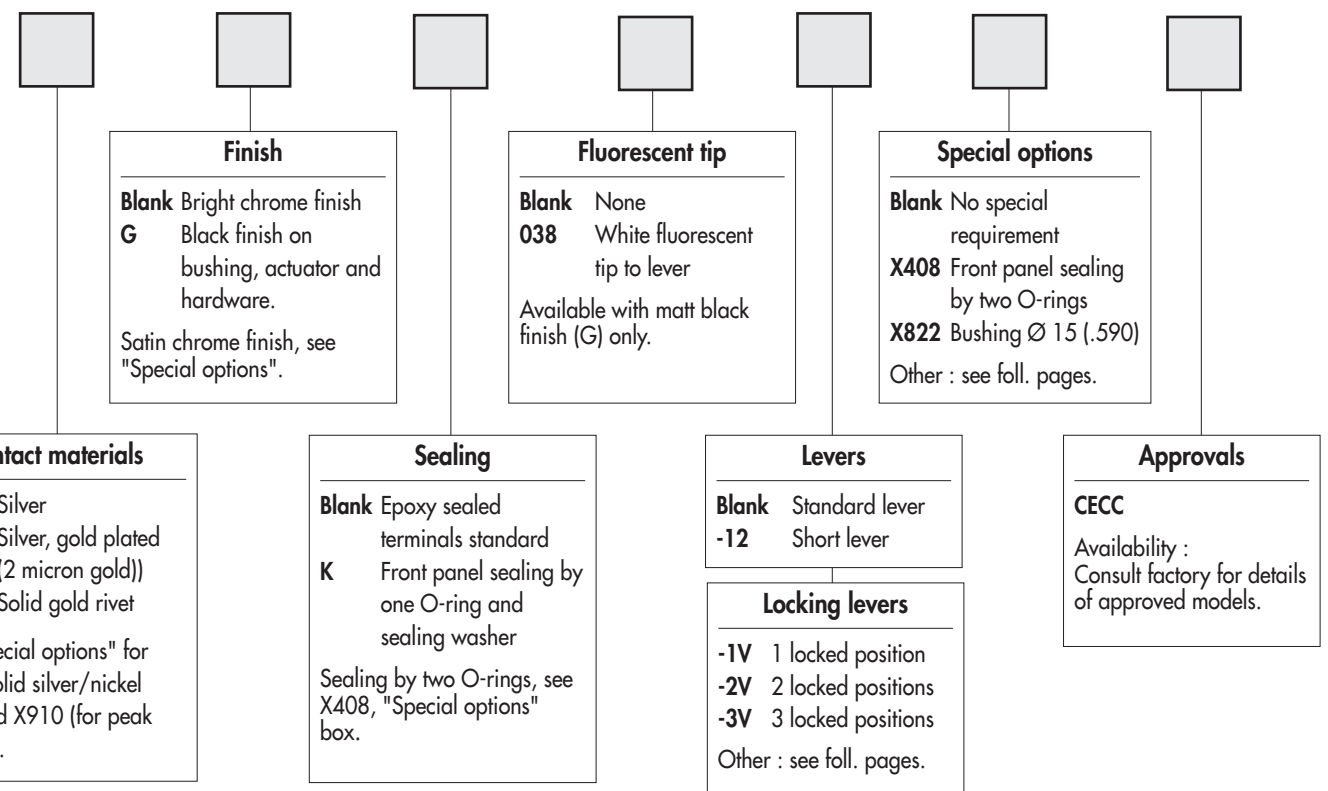 Finish
Blank Bright chrome finish
G Black finish on
bushing, actuator and
hardware.
Satin chrome finish, see
"Special options".
Fluorescent tip
Blank None
038 White fluorescent
tip to lever
Available with matt black
finish (G) only.
Special options
Blank No special
requirement
X408 Front panel sealing
by two O-rings
X822 Bushing Ø 15 (.590)
Other : see foll. pages.
ntact materials
Silver
Silver, gold plated
(2 micron gold))
Solid gold rivet
ecial options" for
olid silver/nickel
d X910 (for peak
.
Sealing
Blank Epoxy sealed
terminals standard
K Front panel sealing by
one O-ring and
sealing washer
Sealing by two O-rings, see
X408, "Special options"
box.
Levers
Blank Standard lever
-12 Short lever
Locking levers
-1V 1 locked position
-2V 2 locked positions
-3V 3 locked positions
Other : see foll. pages.
Approvals
CECC
Availability :
Consult factory for details
of approved models.